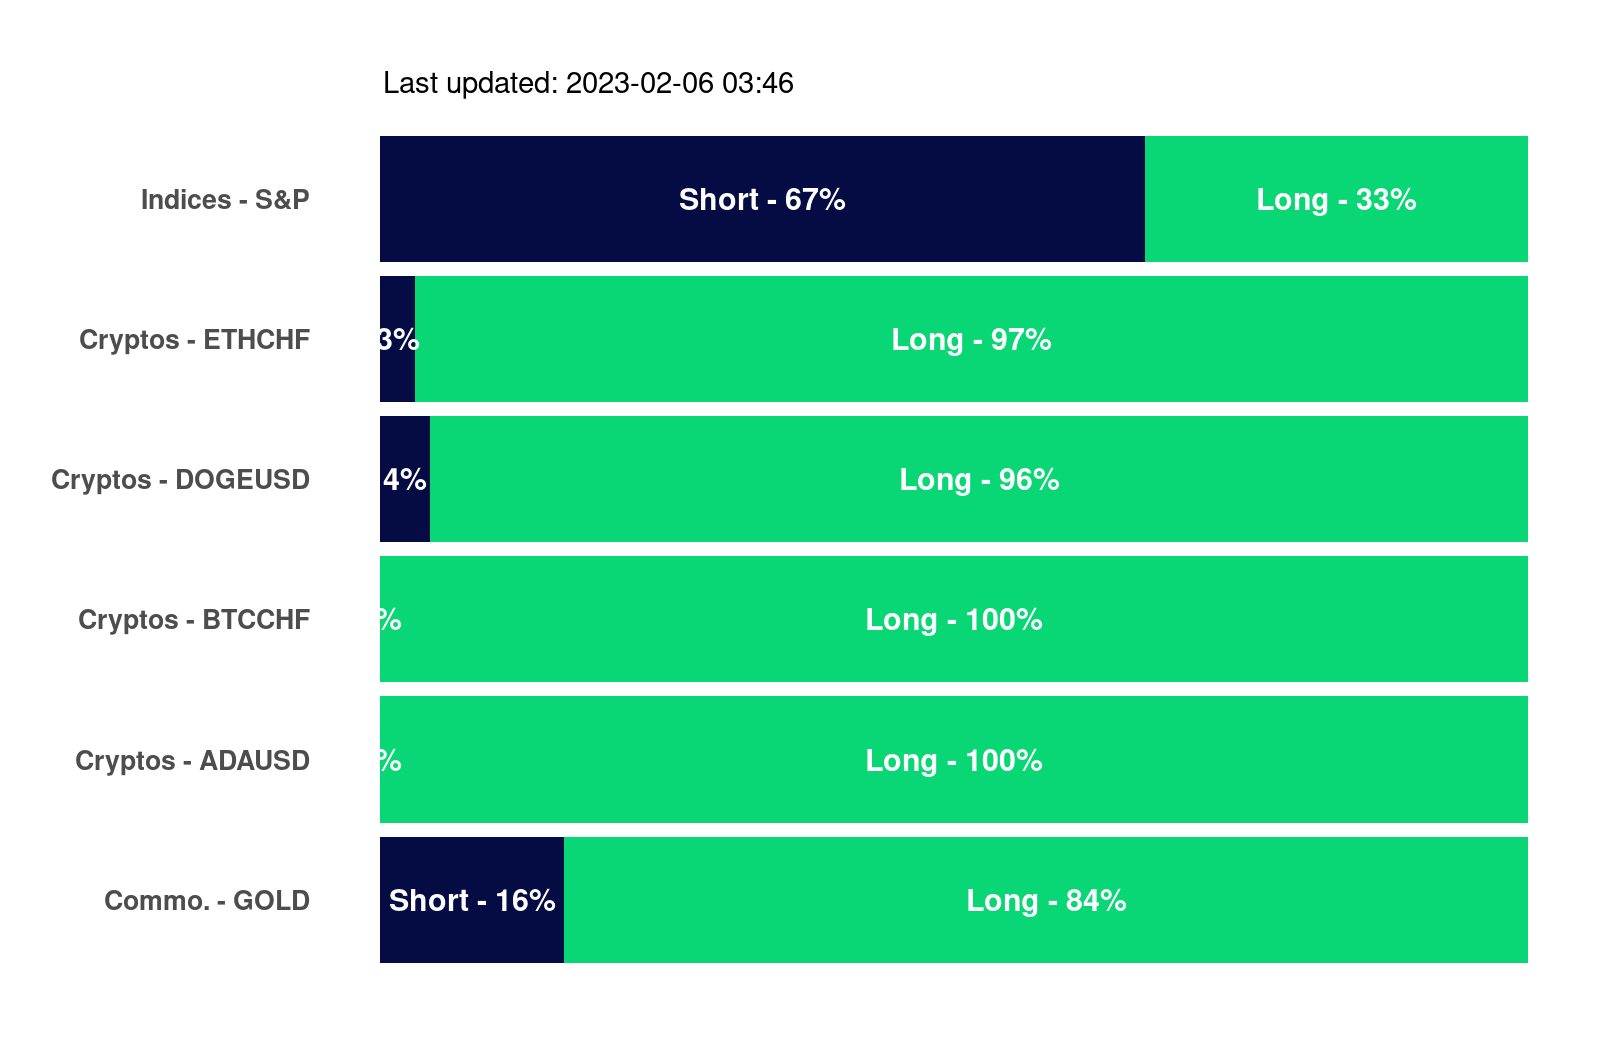 Last updated: 2023-02-06 03:46
Indices - S&P Short - 67% Long - 33%
Cryptos - ETHCHF 3% Long - 97%
Cryptos - DOGEUSD 4% Long - 96%
Cryptos - BTCCHF % Long - 100%
Cryptos - ADAUSD % Long - 100%
Commo. - GOLD Short - 16% Long - 84%